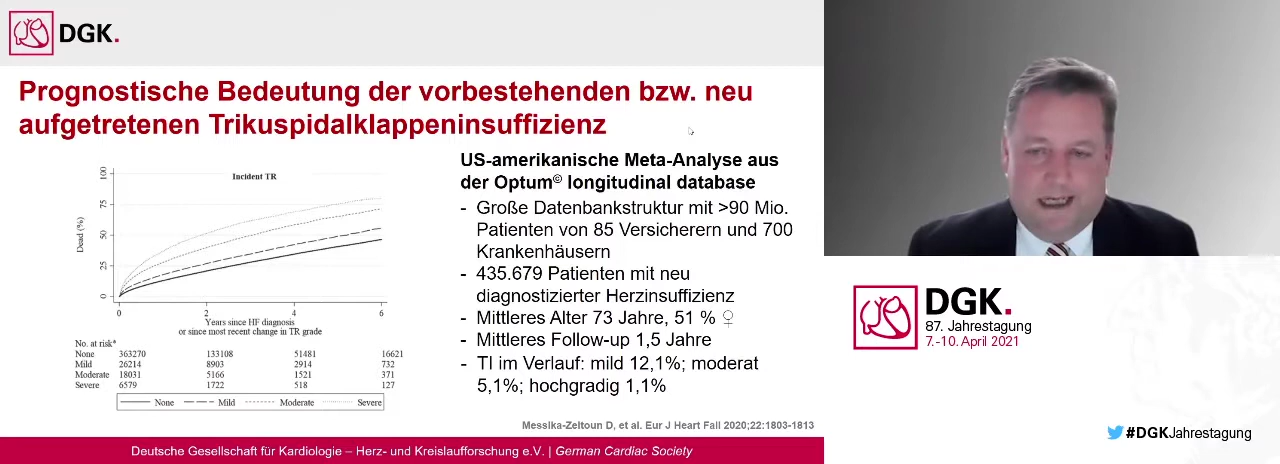 DGK.
Prognostische Bedeutung der vorbestehenden bzw. neu
aufgetretenen Trikuspidalklappeninsuffizienz
Incident TR
Dead (%)
100
75
50
25
0
0 2 4 6
Years since HF diagnosis
or since most recent change in TR grade
No. at risk*
None 363270 133108 51481 16621
Mild 26214 8903 2914 732
Moderate 18031 5166 1521 371
Severe 6579 1722 518 127
None Mild Moderate Severe
US-amerikanische Meta-Analyse aus
der Optum© longitudinal database
- Große Datenbankstruktur mit >90 Mio.
Patienten von 85 Versicherern und 700
Krankenhäusern
- 435.679 Patienten mit neu
diagnostizierter Herzinsuffizienz
- Mittleres Alter 73 Jahre, 51 % ♀
- Mittleres Follow-up 1,5 Jahre
- TI im Verlauf: mild 12,1%; moderat
5,1%; hochgradig 1,1%
Messika-Zeltoun D, et al. Eur J Heart Fail 2020;22:1803-1813
Deutsche Gesellschaft für Kardiologie – Herz- und Kreislaufforschung e.V. | German Cardiac Society
DGK.
87. Jahrestagung
7.-10. April 2021
#DGKJahrestagung